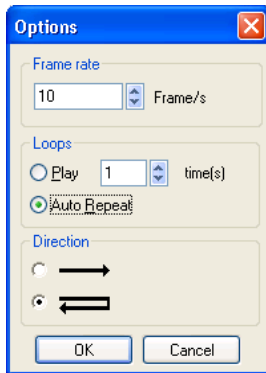 Options
Frame rate
10 Frame/s
Loops
Play 1 time(s)
Auto Repeat
Direction
OK Cancel